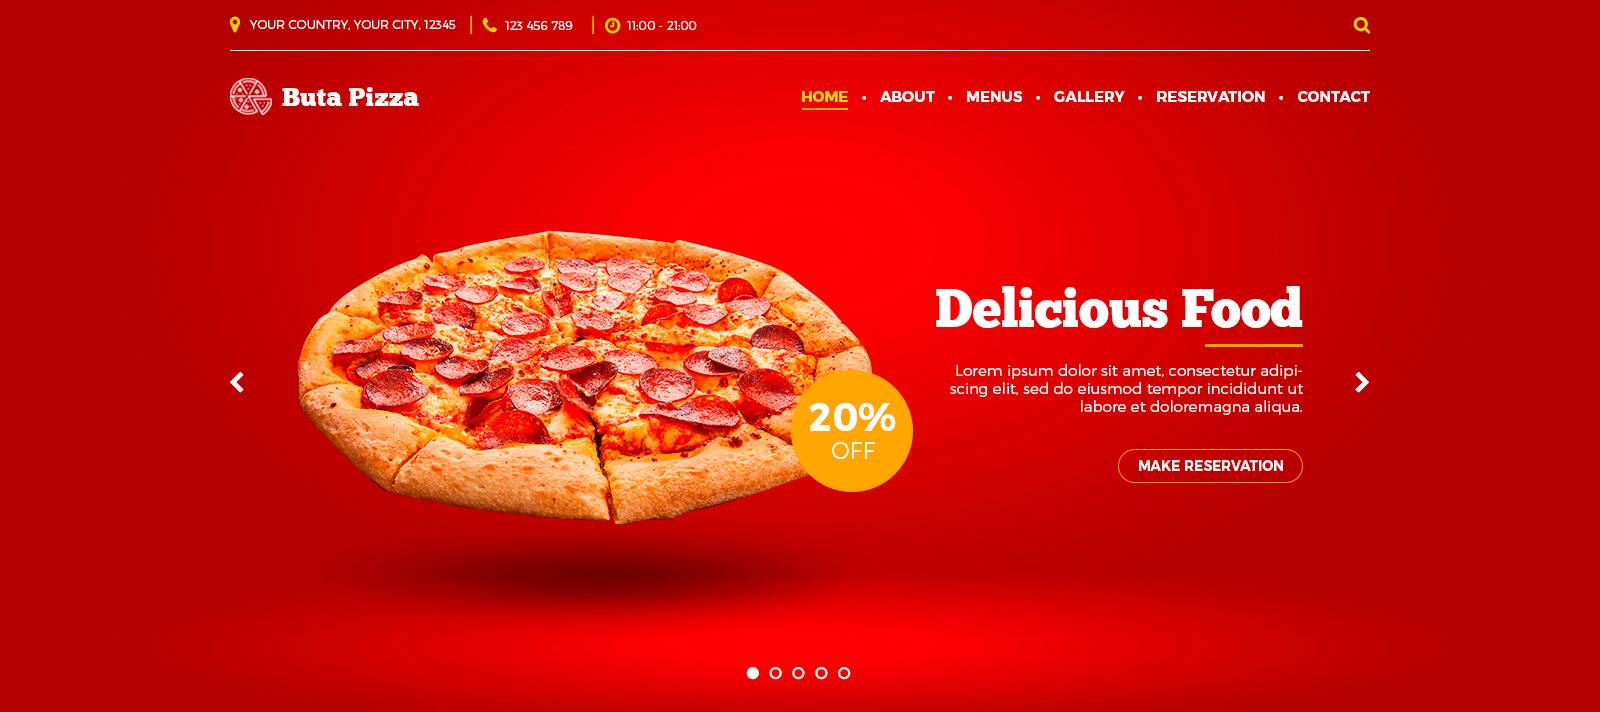 YOUR COUNTRY, YOUR CITY, 12345
123 456 789
11:00 - 21:00
Buta Pizza
HOME • ABOUT • MENUS • GALLERY • RESERVATION • CONTACT
Delicious Food
Lorem ipsum dolor sit amet, consectetur adipi-
scing elit, sed do eiusmod tempor incididunt ut
labore et doloremagna aliqua.
20%
OFF
MAKE RESERVATION